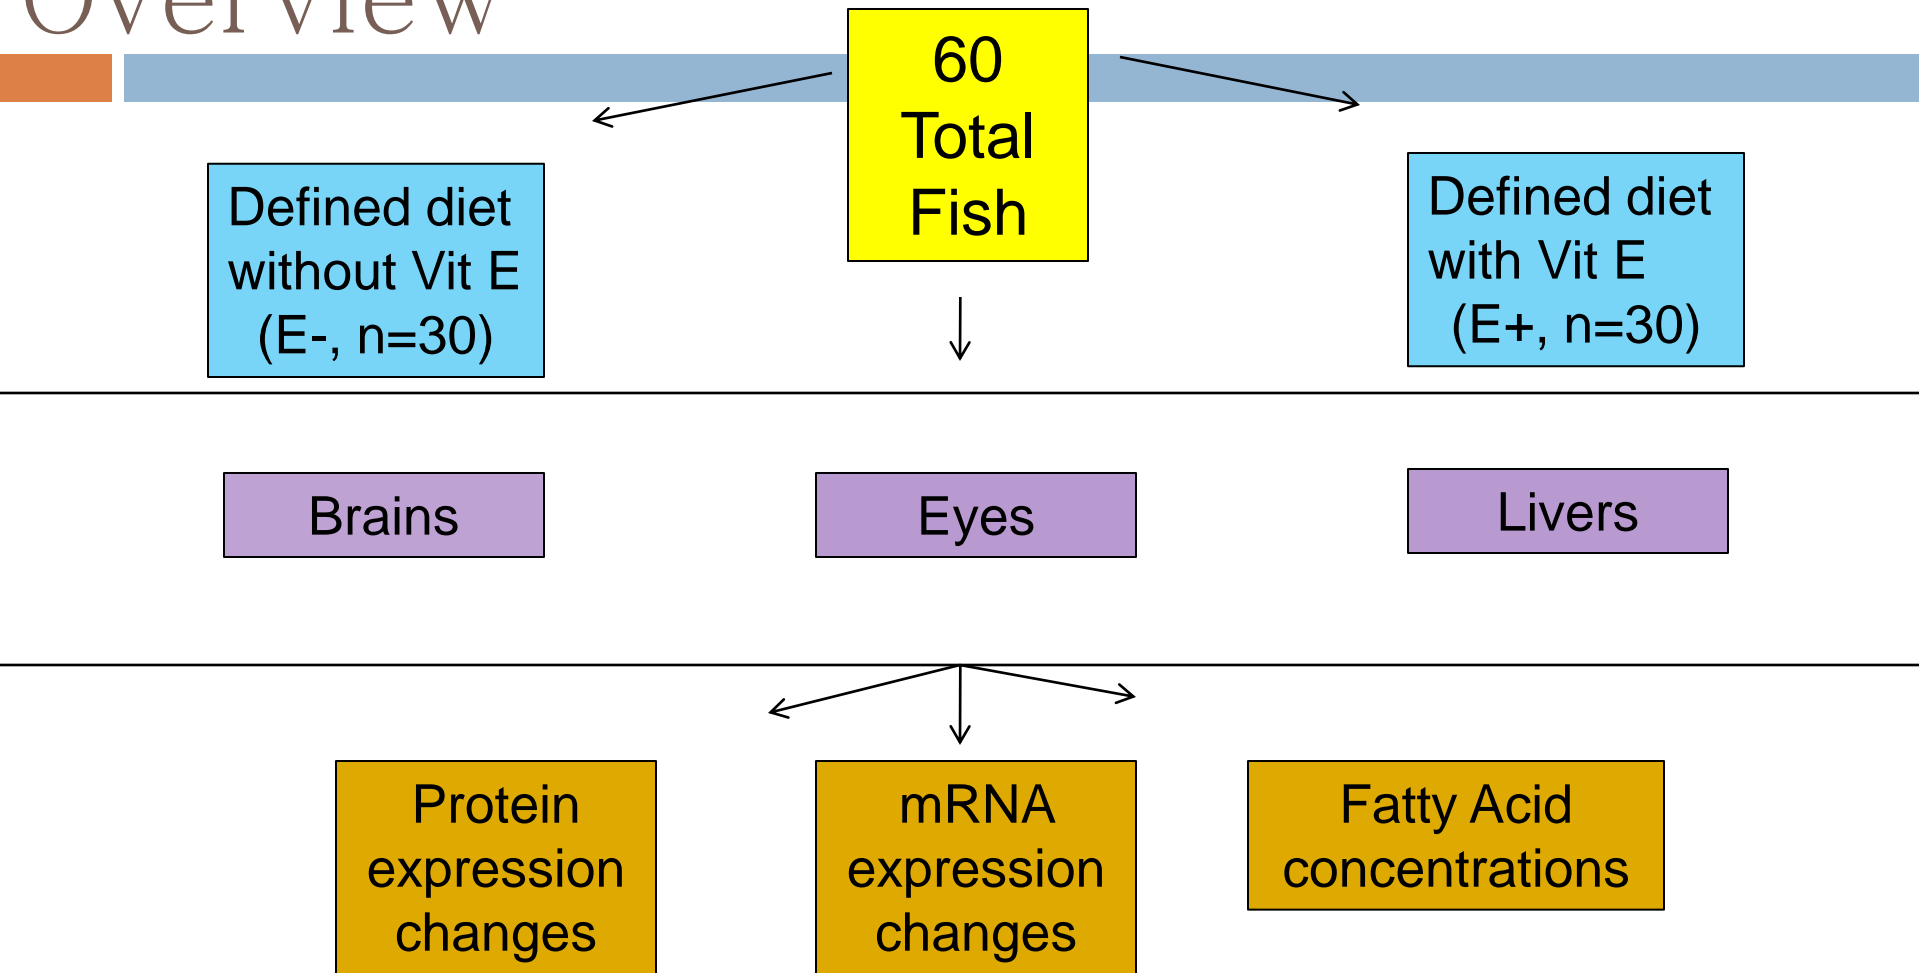 Overview
60
Total
Fish
Defined diet
without Vit E
(E-, n=30)
Defined diet
with Vit E
(E+, n=30)
Brains
Eyes
Livers
Protein
expression
changes
mRNA
expression
changes
Fatty Acid
concentrations